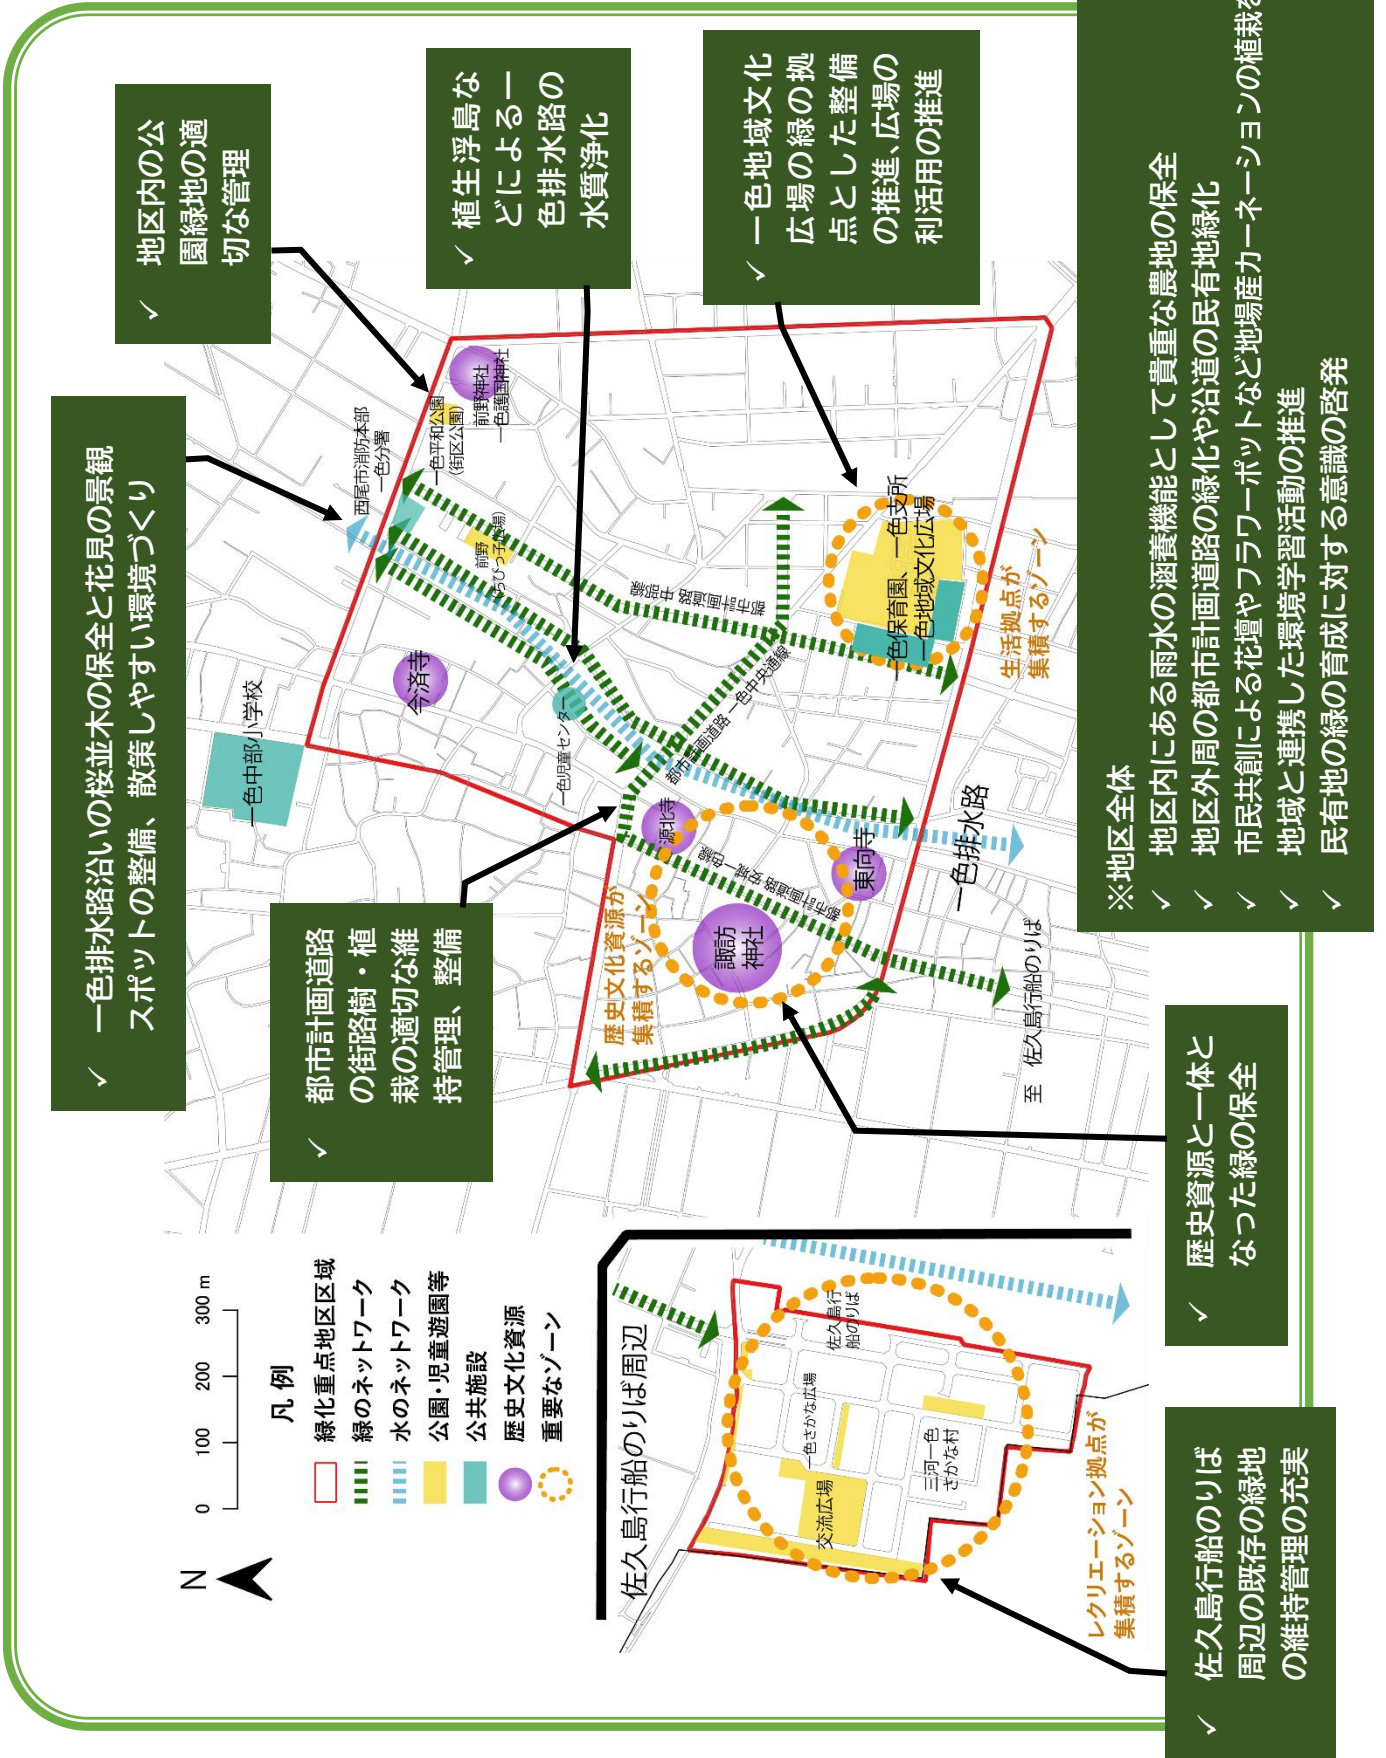 ✓ 一色排水路沿いの桜並木の保全と花見の景観
スポットの整備、散策しやすい環境づくり
✓ 地区内の公
園緑地の適
切な管理
✓ 都市計画道路
の街路樹・植
栽の適切な維
持管理、整備
✓ 植生浮島な
どによる一
色排水路の
水質浄化
✓ 一色地域文化
広場の緑の拠
点とした整備
の推進、広場の
利活用の推進
N
0 100 200 300 m
凡例
緑化重点地区区域
緑のネットワーク
水のネットワーク
公園・児童遊園等
公共施設
歴史文化資源
重要なゾーン
一色中部小学校
西尾市消防本部
一色分署
一色平和公園
(街区公園)
前野神社
一色護国神社
前野
(ちびっ子広場)
今済寺
一色児童センター
都市計画道路 中部線
都市計画道路 一色中央通線
都市計画道路 安城一色線
源北寺
歴史文化資源が
集積するゾーン
諏訪
神社
東向寺
一色保育園、一色支所
一色地域文化広場
生活拠点が
集積するゾーン
一色排水路
至 佐久島行船のりば
佐久島行船のりば周辺
佐久島行
船のりば
一色さかな広場
交流広場
三河一色
さかな村
レクリエーション拠点が
集積するゾーン
✓ 佐久島行船のりば
周辺の既存の緑地
の維持管理の充実
✓ 歴史資源と一体と
なった緑の保全
※地区全体
✓ 地区内にある雨水の涵養機能として貴重な農地の保全
✓ 地区外周の都市計画道路の緑化や沿道の民有地緑化
✓ 市民共創による花壇やフラワーポットなど地場産カーネーションの植栽を
✓ 地域と連携した環境学習活動の推進
✓ 民有地の緑の育成に対する意識の啓発